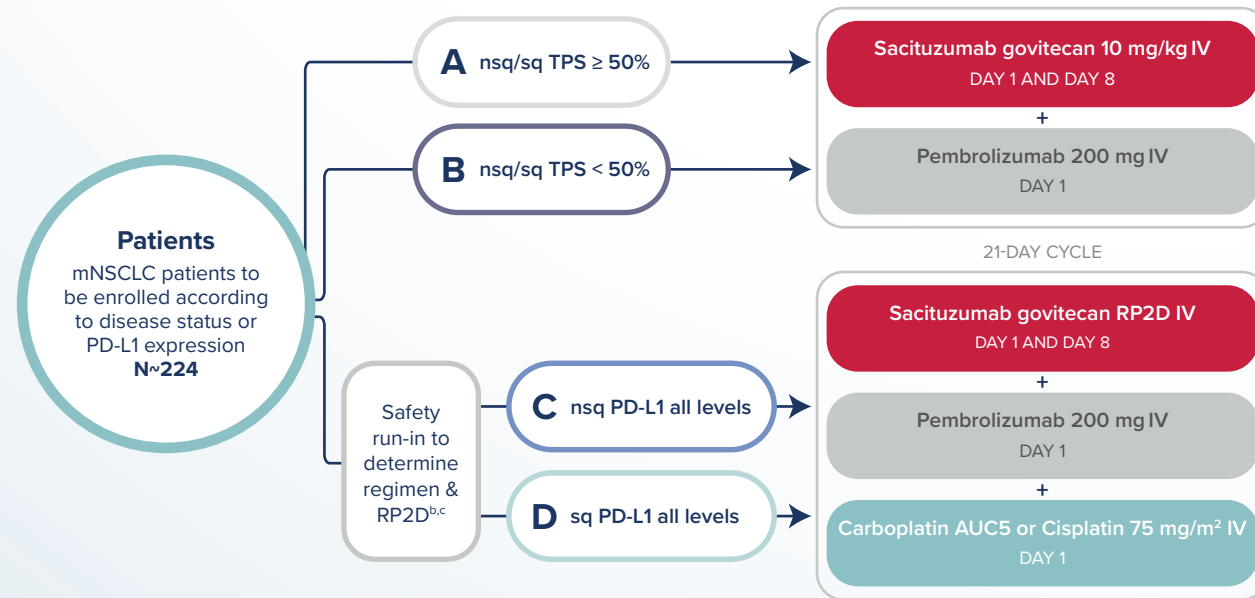 Patients
mNSCLC patients to
be enrolled according
to disease status or
PD-L1 expression
N~224
A nsq/sq TPS ≥ 50%
B nsq/sq TPS < 50%
Safety
run-in to
determine
regimen &
RP2Dᵇ,ᶜ
C nsq PD-L1 all levels
D sq PD-L1 all levels
Sacituzumab govitecan 10 mg/kg IV
DAY 1 AND DAY 8
+
Pembrolizumab 200 mg IV
DAY 1
21-DAY CYCLE
Sacituzumab govitecan RP2D IV
DAY 1 AND DAY 8
+
Pembrolizumab 200 mg IV
DAY 1
+
Carboplatin AUC5 or Cisplatin 75 mg/m² IV
DAY 1